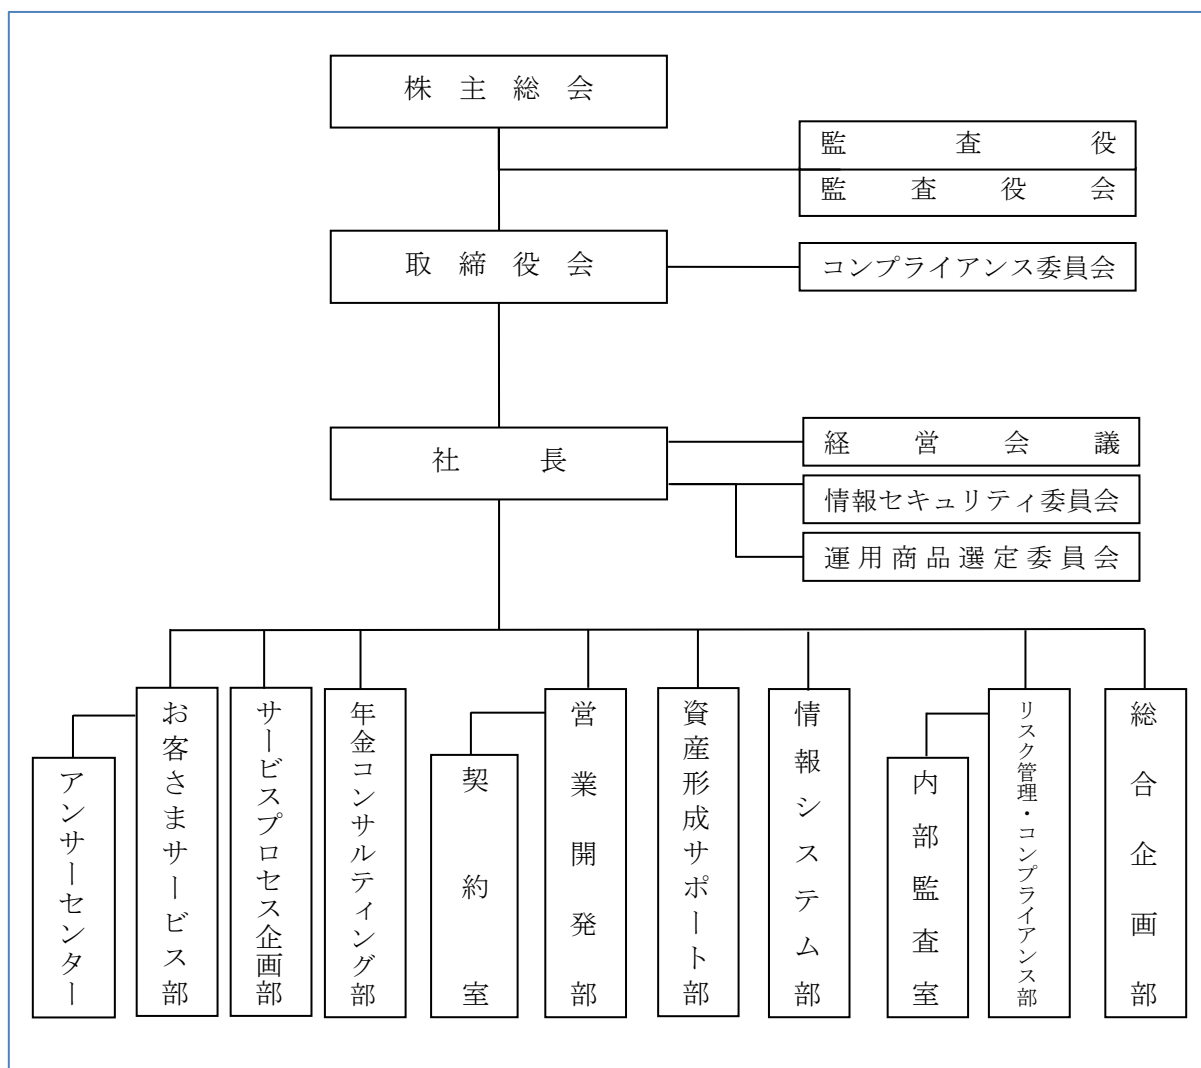 株主総会
監査役
監査役会
取締役会
コンプライアンス委員会
社長
経営会議
情報セキュリティ委員会
運用商品選定委員会
総合企画部
リスク管理・コンプライアンス部
内部監査室
情報システム部
資産形成サポート部
営業開発部
契約室
年金コンサルティング部
サービスプロセス企画部
お客さまサービス部
アンサーセンター